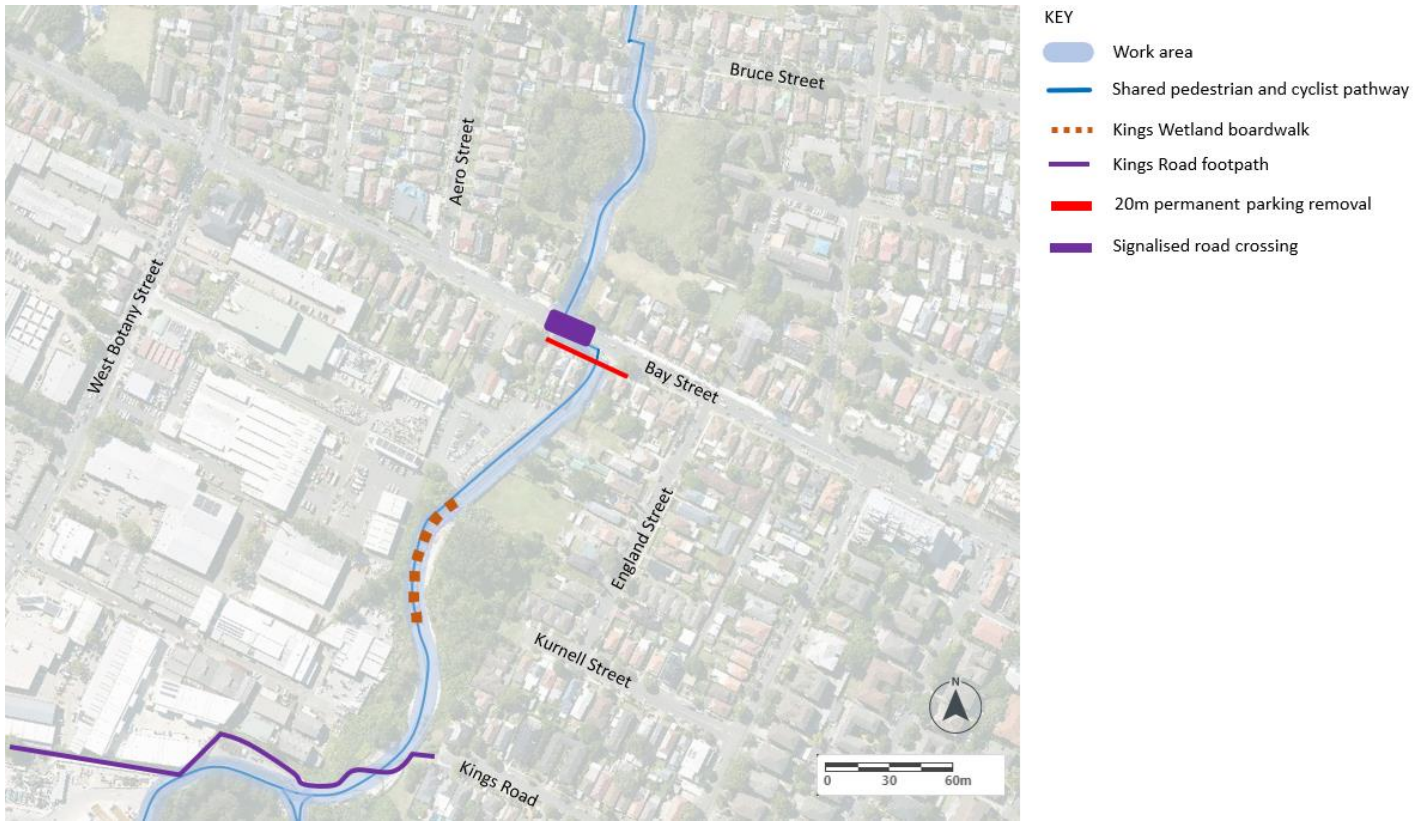 Bruce Street
Aero Street
West Botany Street
Bay Street
England Street
Kurnell Street
Kings Road
N
0 30 60m
KEY
Work area
Shared pedestrian and cyclist pathway
Kings Wetland boardwalk
Kings Road footpath
20m permanent parking removal
Signalised road crossing